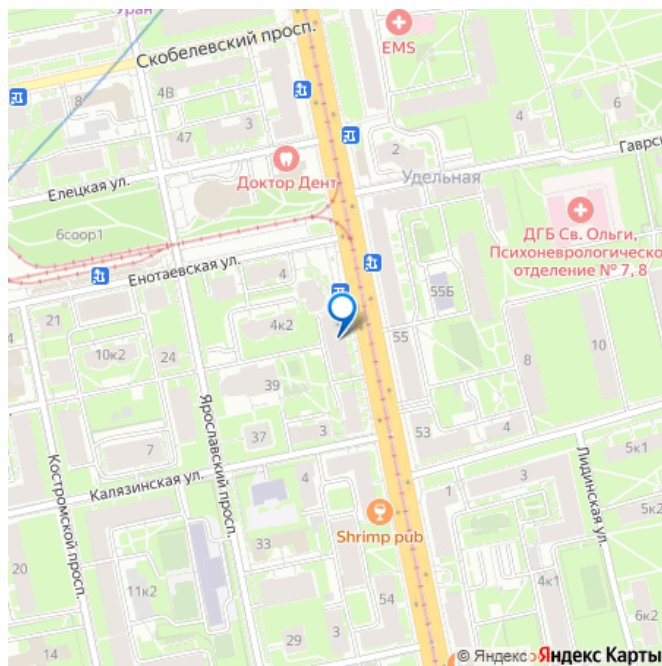 Уран
Скобелевский просп.
EMS
8
4В
47
3
2
4
6
Гаврск
Доктор Дент
Удельная
Елецкая ул.
6соор1
ДГБ Св. Ольги,
Психоневрологическо
отделение № 7, 8
Енотаевская ул.
4
55Б
21
4к2
55
10к2
24
8
10
39
Ярославский просп.
37
3
53
4
7
5к1
Костромской просп.
Калязинская ул.
4
1
3
Лидинская ул.
Shrimp pub
33
5к2
20
11к2
54
4к1
6к2
29
3
3
14
© Яндекс
Яндекс Карты